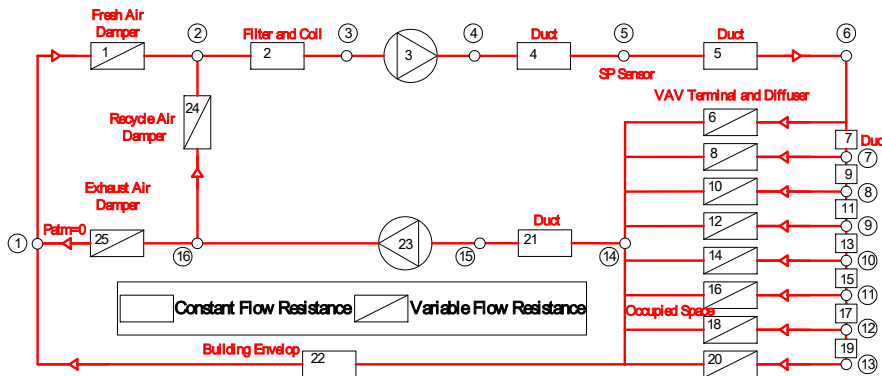 Fresh Air
Damper
2
Filter and Coil
3
4
Duct
5
Duct
6
1
2
3
4
SP Sensor
5
VAV Terminal and Diffuser
24
Recycle Air
Damper
6
7
Duct
8
7
9
10
8
11
Exhaust Air
Damper
12
9
13
1
Patm=0
25
16
23
15
Duct
21
14
14
10
15
16
11
Constant Flow Resistance
Variable Flow Resistance
Occupied Space
17
18
12
19
Building Envelop
22
20
13